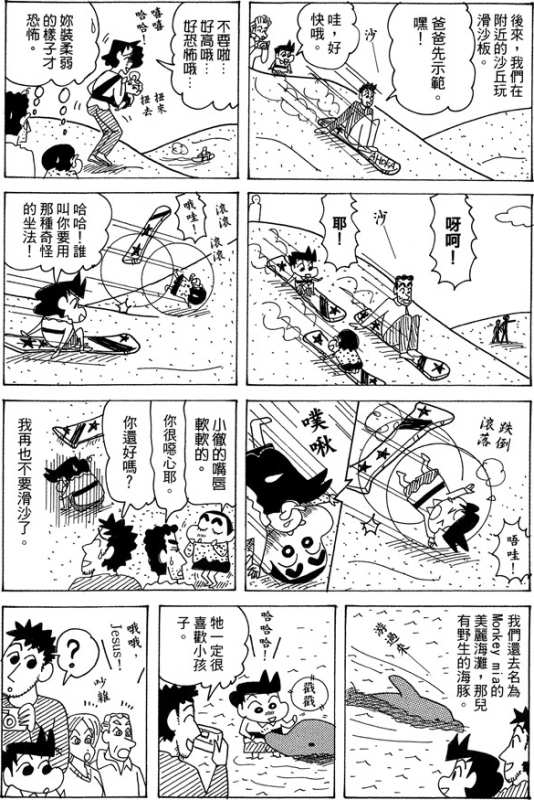 後來，我們在
附近的沙丘玩
滑沙板。
沙
爸爸先示範。
嘿！
哇，好
快哦。
不要啦…
好高哦…
好恐怖哦…
嘻嘻
哈哈！
扭來
扭去
妳裝柔弱
的樣子才
恐怖。
呀呵！
沙
耶！
滾滾
滾滾
哦哇！
哈哈！誰
叫你要用
那種奇怪
的坐法！
跌倒
滾落
唔哇！
噗啾
小徹的嘴唇
軟軟的。
你很噁心耶。
你還好嗎？
我再也不要滑沙了。
我們還去名為
Monkey mia的
美麗海灘，那兒
有野生的海豚。
游過來
哈哈哈！
戳戳
牠一定很
喜歡小孩
子。
哦，哦，
Jesus!
吵雜
？